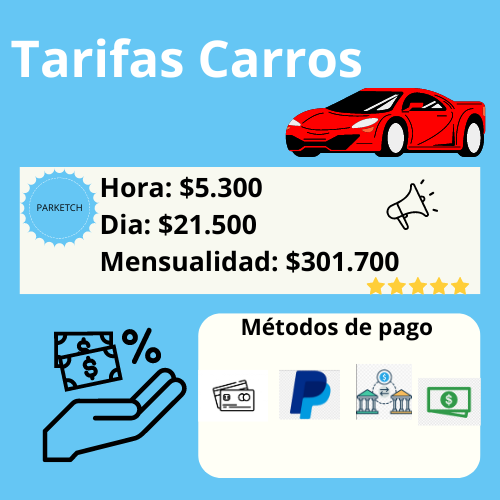 Tarifas Carros
PARKETCH
Hora: $5.300
Dia: $21.500
Mensualidad: $301.700
Métodos de pago